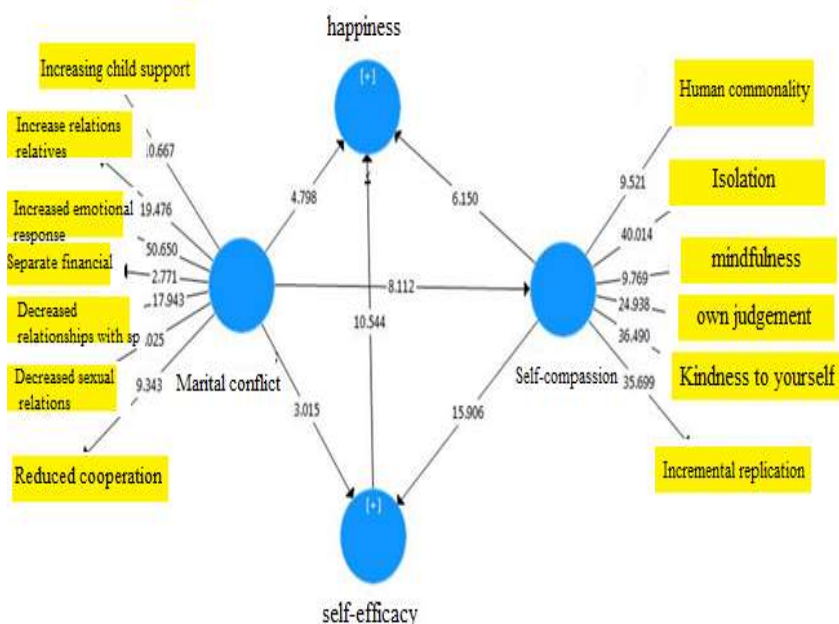 happiness
[+]
Increasing child support
Human commonality
Increase relations
relatives
0.667
4.798
6.150
9.521
Isolation
19.476
40.014
Increased emotional
response
50.650
Separate financial
2.771
17.943
8.112
9.769
mindfulness
24.938
own judgement
Decreased
relationships with sp
.025
10.544
36.490
Kindness to yourself
Decreased sexual
relations
9.343
Marital conflict
Self-compassion
35.699
3.015
15.906
Reduced cooperation
Incremental replication
[+]
self-efficacy